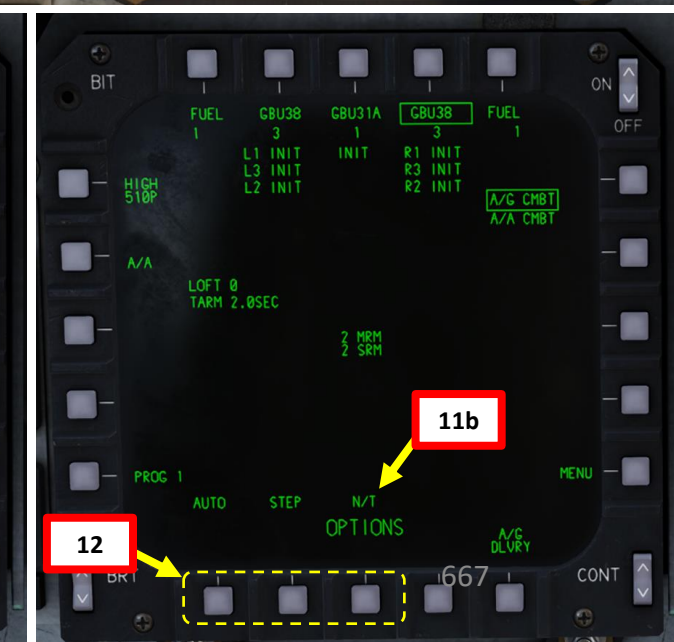 BIT
ON
OFF
FUEL GBU38 GBU31A GBU38 FUEL
1 3 1 3 1
L1 INIT INIT R1 INIT
L3 INIT R3 INIT
L2 INIT R2 INIT
HIGH
510P
A/G CMBT
A/A CMBT
A/A
LOFT 0
TARM 2.0SEC
2 MRM
2 SRM
11b
PROG 1
MENU
AUTO STEP N/T
OPTIONS
A/G
DLVRY
12
BRT
667
CONT